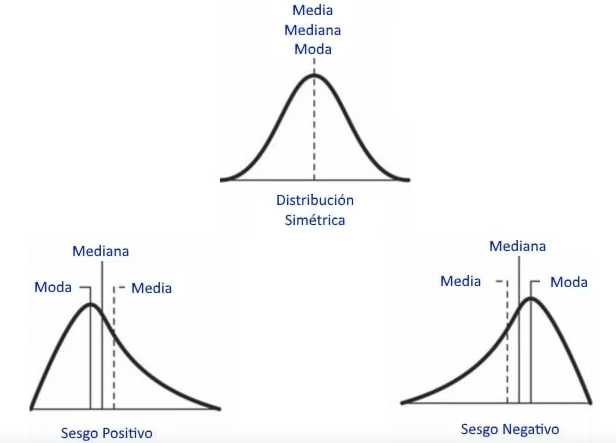 Media
Mediana
Moda
Distribución
Simétrica
Mediana
Moda
Media
Sesgo Positivo
Mediana
Media
Moda
Sesgo Negativo